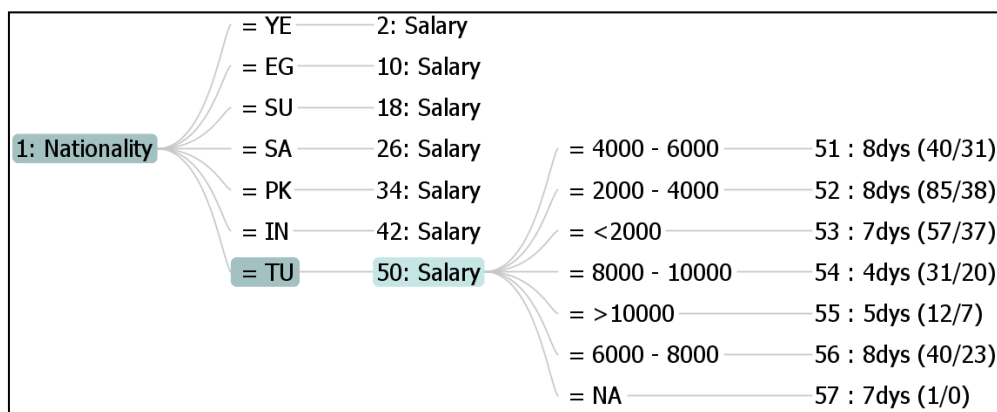 = YE 2: Salary
= EG 10: Salary
= SU 18: Salary
1: Nationality = SA 26: Salary = 4000 - 6000 51 : 8dys (40/31)
= PK 34: Salary = 2000 - 4000 52 : 8dys (85/38)
= IN 42: Salary = <2000 53 : 7dys (57/37)
= TU 50: Salary = 8000 - 10000 54 : 4dys (31/20)
= >10000 55 : 5dys (12/7)
= 6000 - 8000 56 : 8dys (40/23)
= NA 57 : 7dys (1/0)